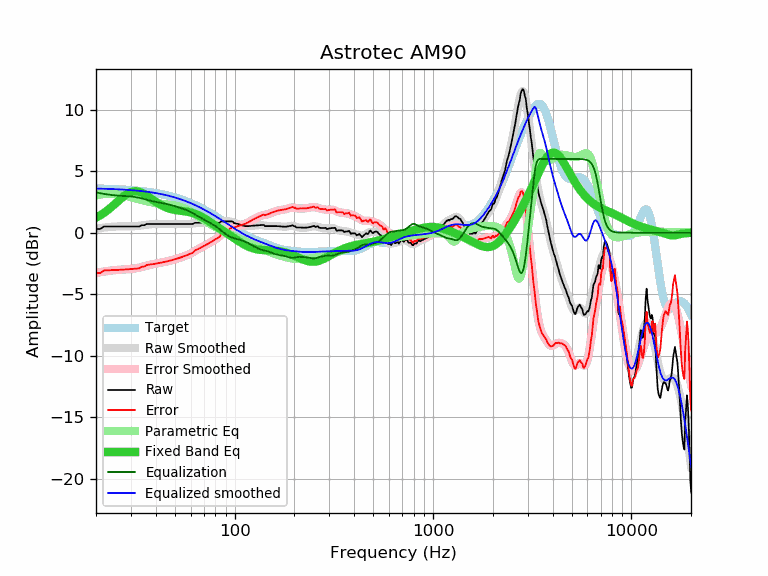 Astrotec AM90
Amplitude (dBr)
10
5
0
−5
−10
−15
−20
Target
Raw Smoothed
Error Smoothed
Raw
Error
Parametric Eq
Fixed Band Eq
Equalization
Equalized smoothed
100
1000
10000
Frequency (Hz)